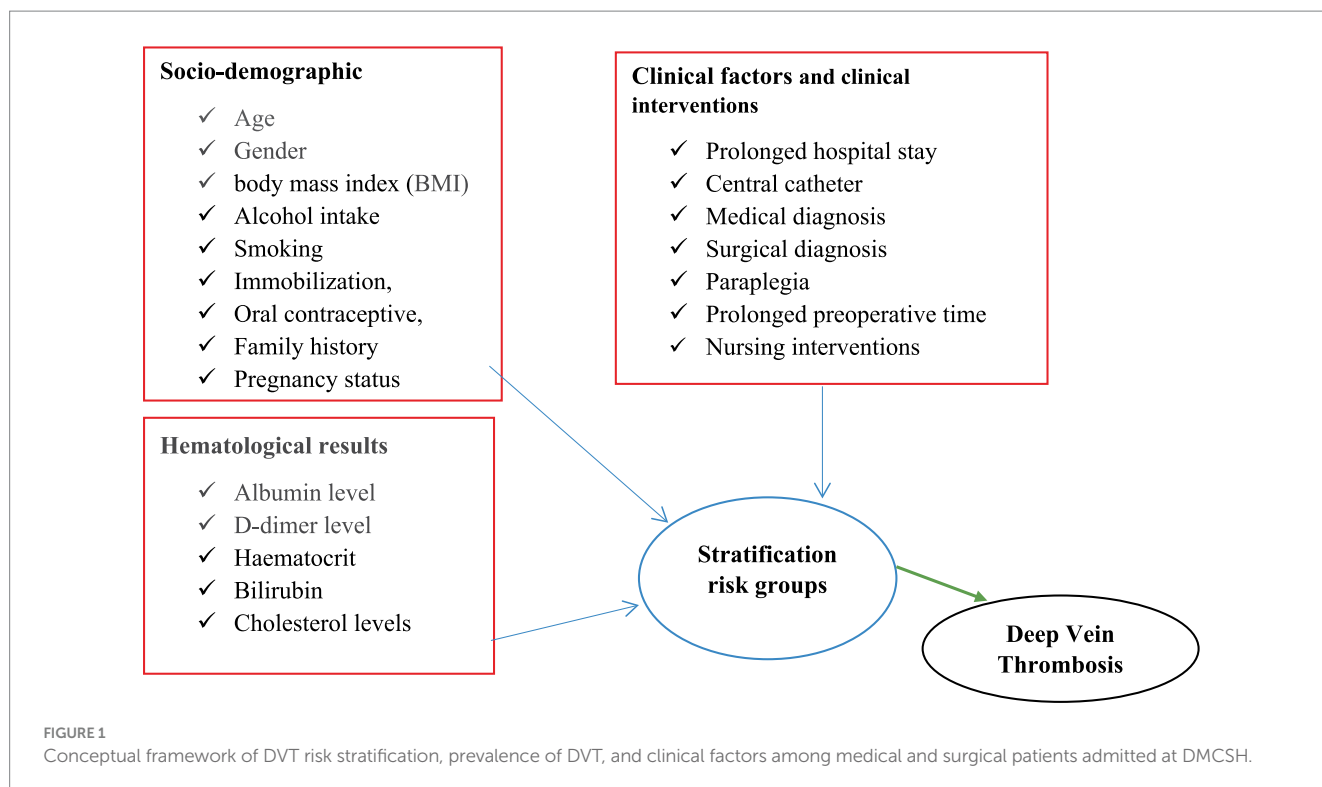 Socio-demographic
✓ Age
✓ Gender
✓ body mass index (BMI)
✓ Alcohol intake
✓ Smoking
✓ Immobilization,
✓ Oral contraceptive,
✓ Family history
✓ Pregnancy status
Clinical factors and clinical
interventions
✓ Prolonged hospital stay
✓ Central catheter
✓ Medical diagnosis
✓ Surgical diagnosis
✓ Paraplegia
✓ Prolonged preoperative time
✓ Nursing interventions
Hematological results
✓ Albumin level
✓ D-dimer level
✓ Haematocrit
✓ Bilirubin
✓ Cholesterol levels
Stratification
risk groups
Deep Vein
Thrombosis
FIGURE 1
Conceptual framework of DVT risk stratification, prevalence of DVT, and clinical factors among medical and surgical patients admitted at DMCSH.